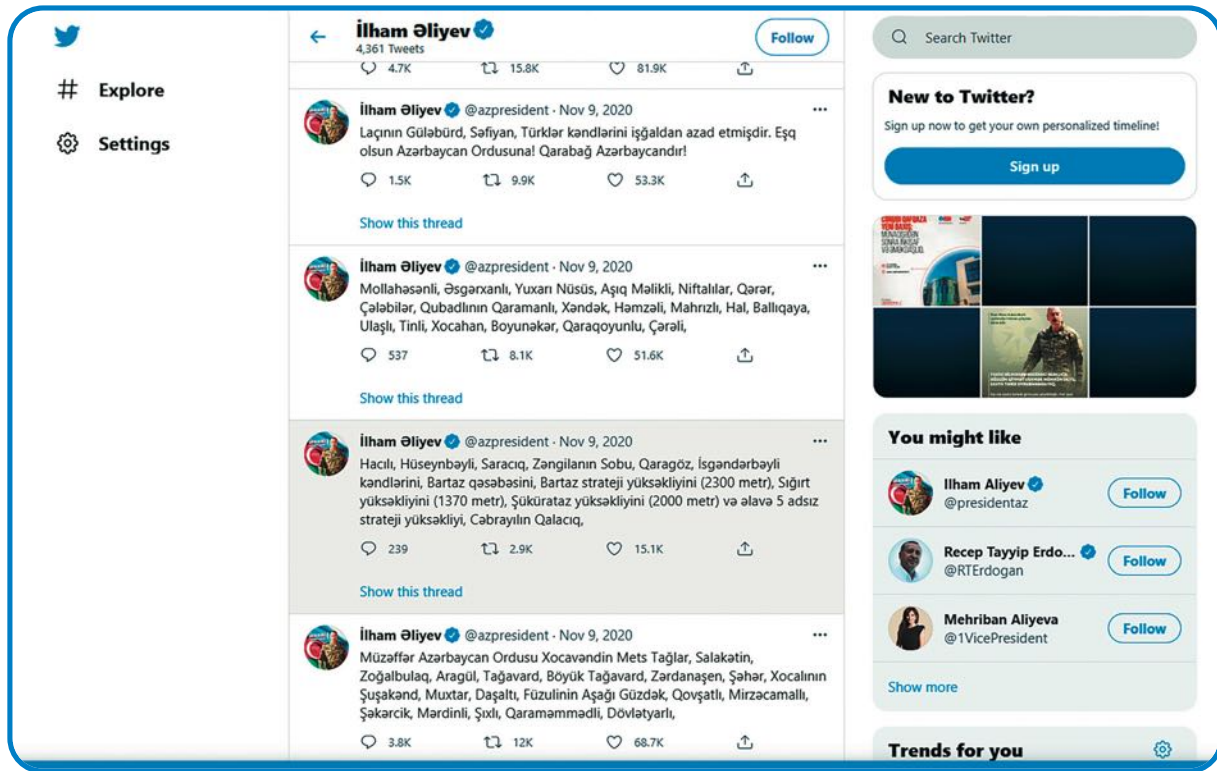 Explore
Settings
İlham Əliyev
4,361 Tweets
Follow
4.7K 15.8K 81.9K
İlham Əliyev @azpresident · Nov 9, 2020
Laçının Güləbürd, Səfiyan, Türklər kəndlərini işğaldan azad etmişdir. Eşq
olsun Azərbaycan Ordusuna! Qarabağ Azərbaycandır!
1.5K 9.9K 53.3K
Show this thread
İlham Əliyev @azpresident · Nov 9, 2020
Mollahəsənli, Əsgərxanlı, Yuxarı Nüsüs, Aşıq Məlikli, Niftalılar, Qərər,
Çələbilər, Qubadlının Qaramanlı, Xəndək, Həmzəli, Mahrızlı, Hal, Ballıqaya,
Ulaşlı, Tinli, Xocahan, Boyunəkər, Qaraqoyunlu, Çərəli,
537 8.1K 51.6K
Show this thread
İlham Əliyev @azpresident · Nov 9, 2020
Hacılı, Hüseynbəyli, Saracıq, Zəngilanın Sobu, Qaragöz, İsgəndərbəyli
kəndlərini, Bartaz qəsəbəsini, Bartaz strateji yüksəkliyini (2300 metr), Sığırt
yüksəkliyini (1370 metr), Şükürataz yüksəkliyini (2000 metr) və əlavə 5 adsız
strateji yüksəkliyi, Cəbrayılın Qalacıq,
239 2.9K 15.1K
Show this thread
İlham Əliyev @azpresident · Nov 9, 2020
Müzəffər Azərbaycan Ordusu Xocavəndin Mets Tağlar, Salakətin,
Zoğalbulaq, Aragül, Tağavard, Böyük Tağavard, Zərdanaşen, Şəhər, Xocalının
Şuşakənd, Muxtar, Daşaltı, Füzulinin Aşağı Güzdək, Qovşatlı, Mirzəcamallı,
Şəkərcik, Mərdinli, Şıxlı, Qaraməmmədli, Dövlətyarlı,
3.8K 12K 68.7K
Search Twitter
New to Twitter?
Sign up now to get your own personalized timeline!
Sign up
YENİ BARIŞ
You might like
Ilham Aliyev
@presidentaz
Follow
Recep Tayyip Erdo...
@RTErdogan
Follow
Mehriban Aliyeva
@1VicePresident
Follow
Show more
Trends for you